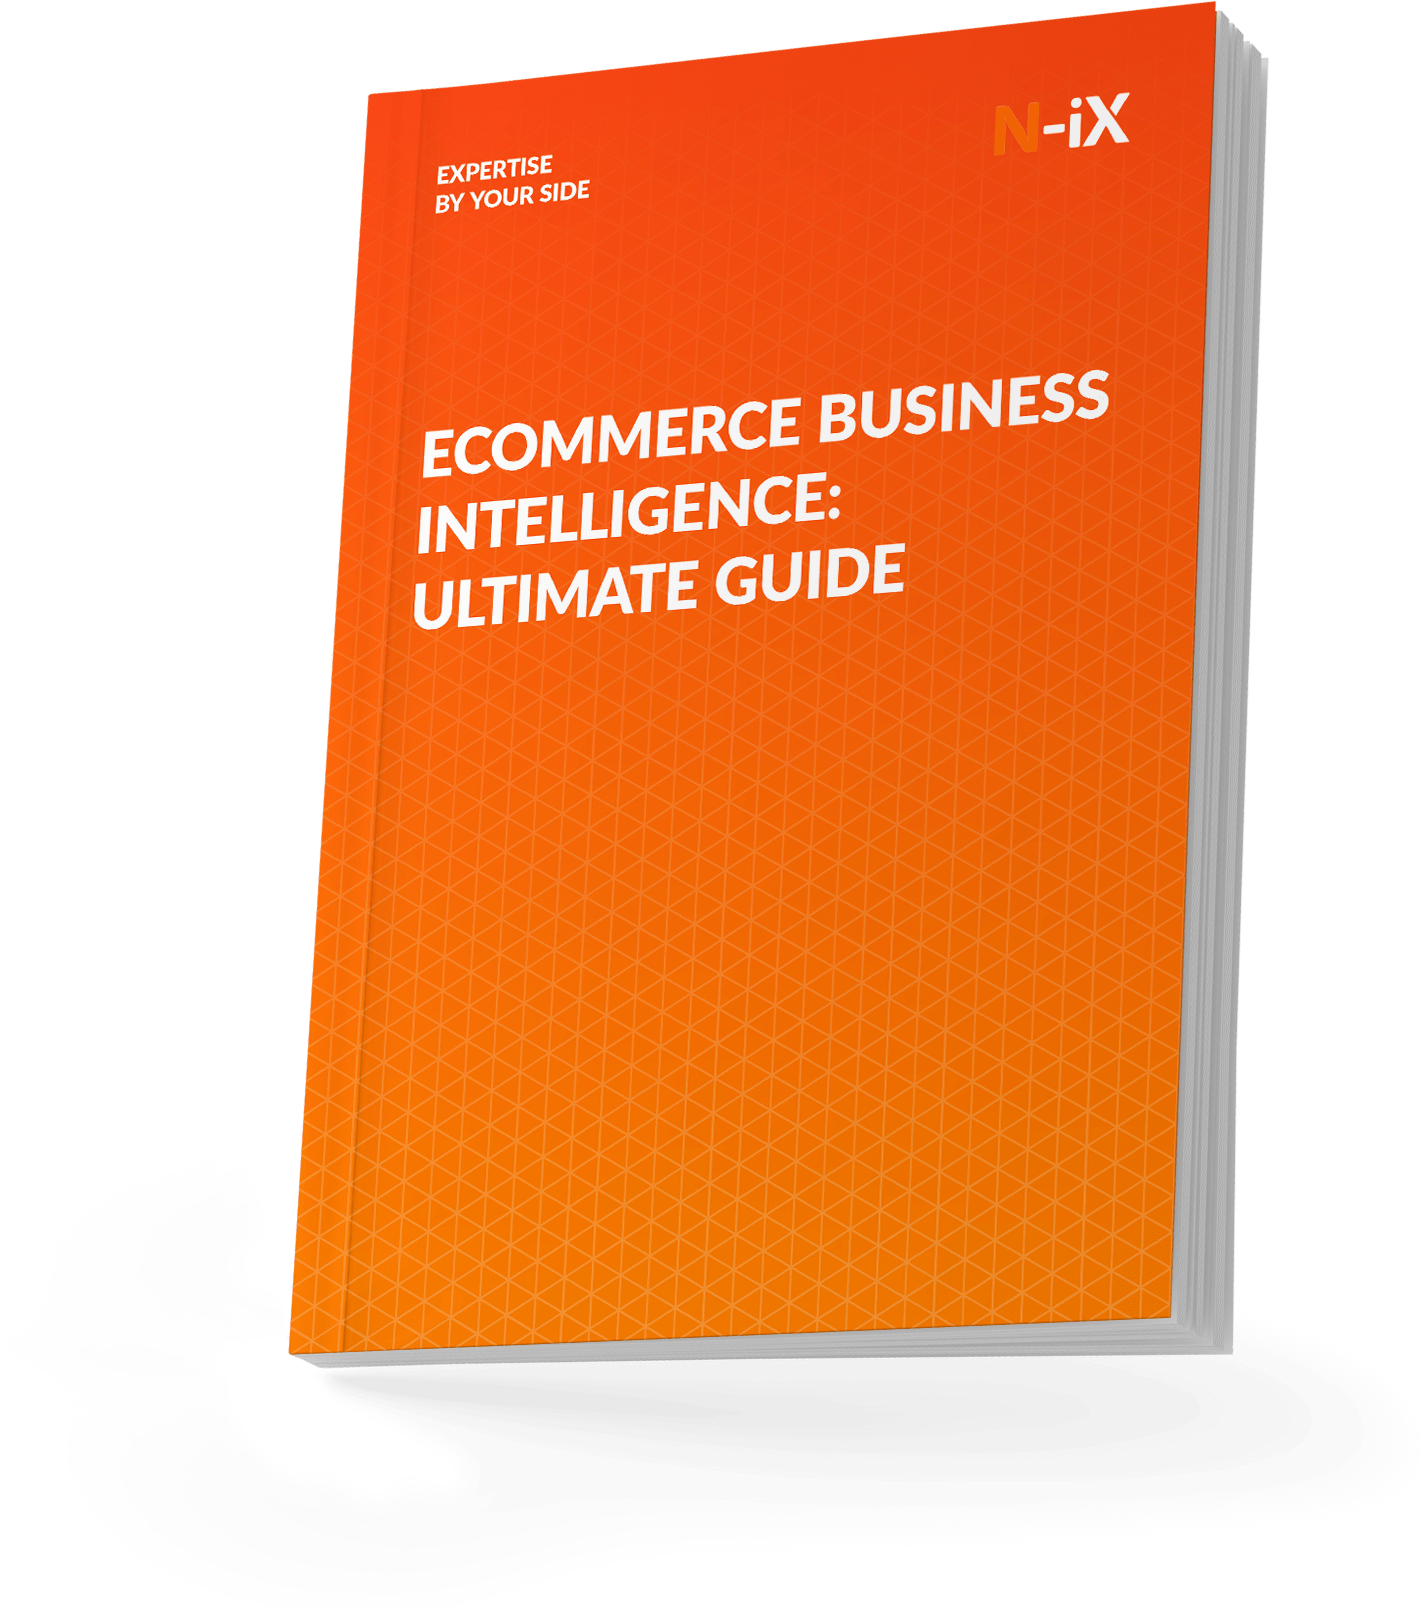 N-iX
EXPERTISE
BY YOUR SIDE
ECOMMERCE BUSINESS
INTELLIGENCE:
ULTIMATE GUIDE